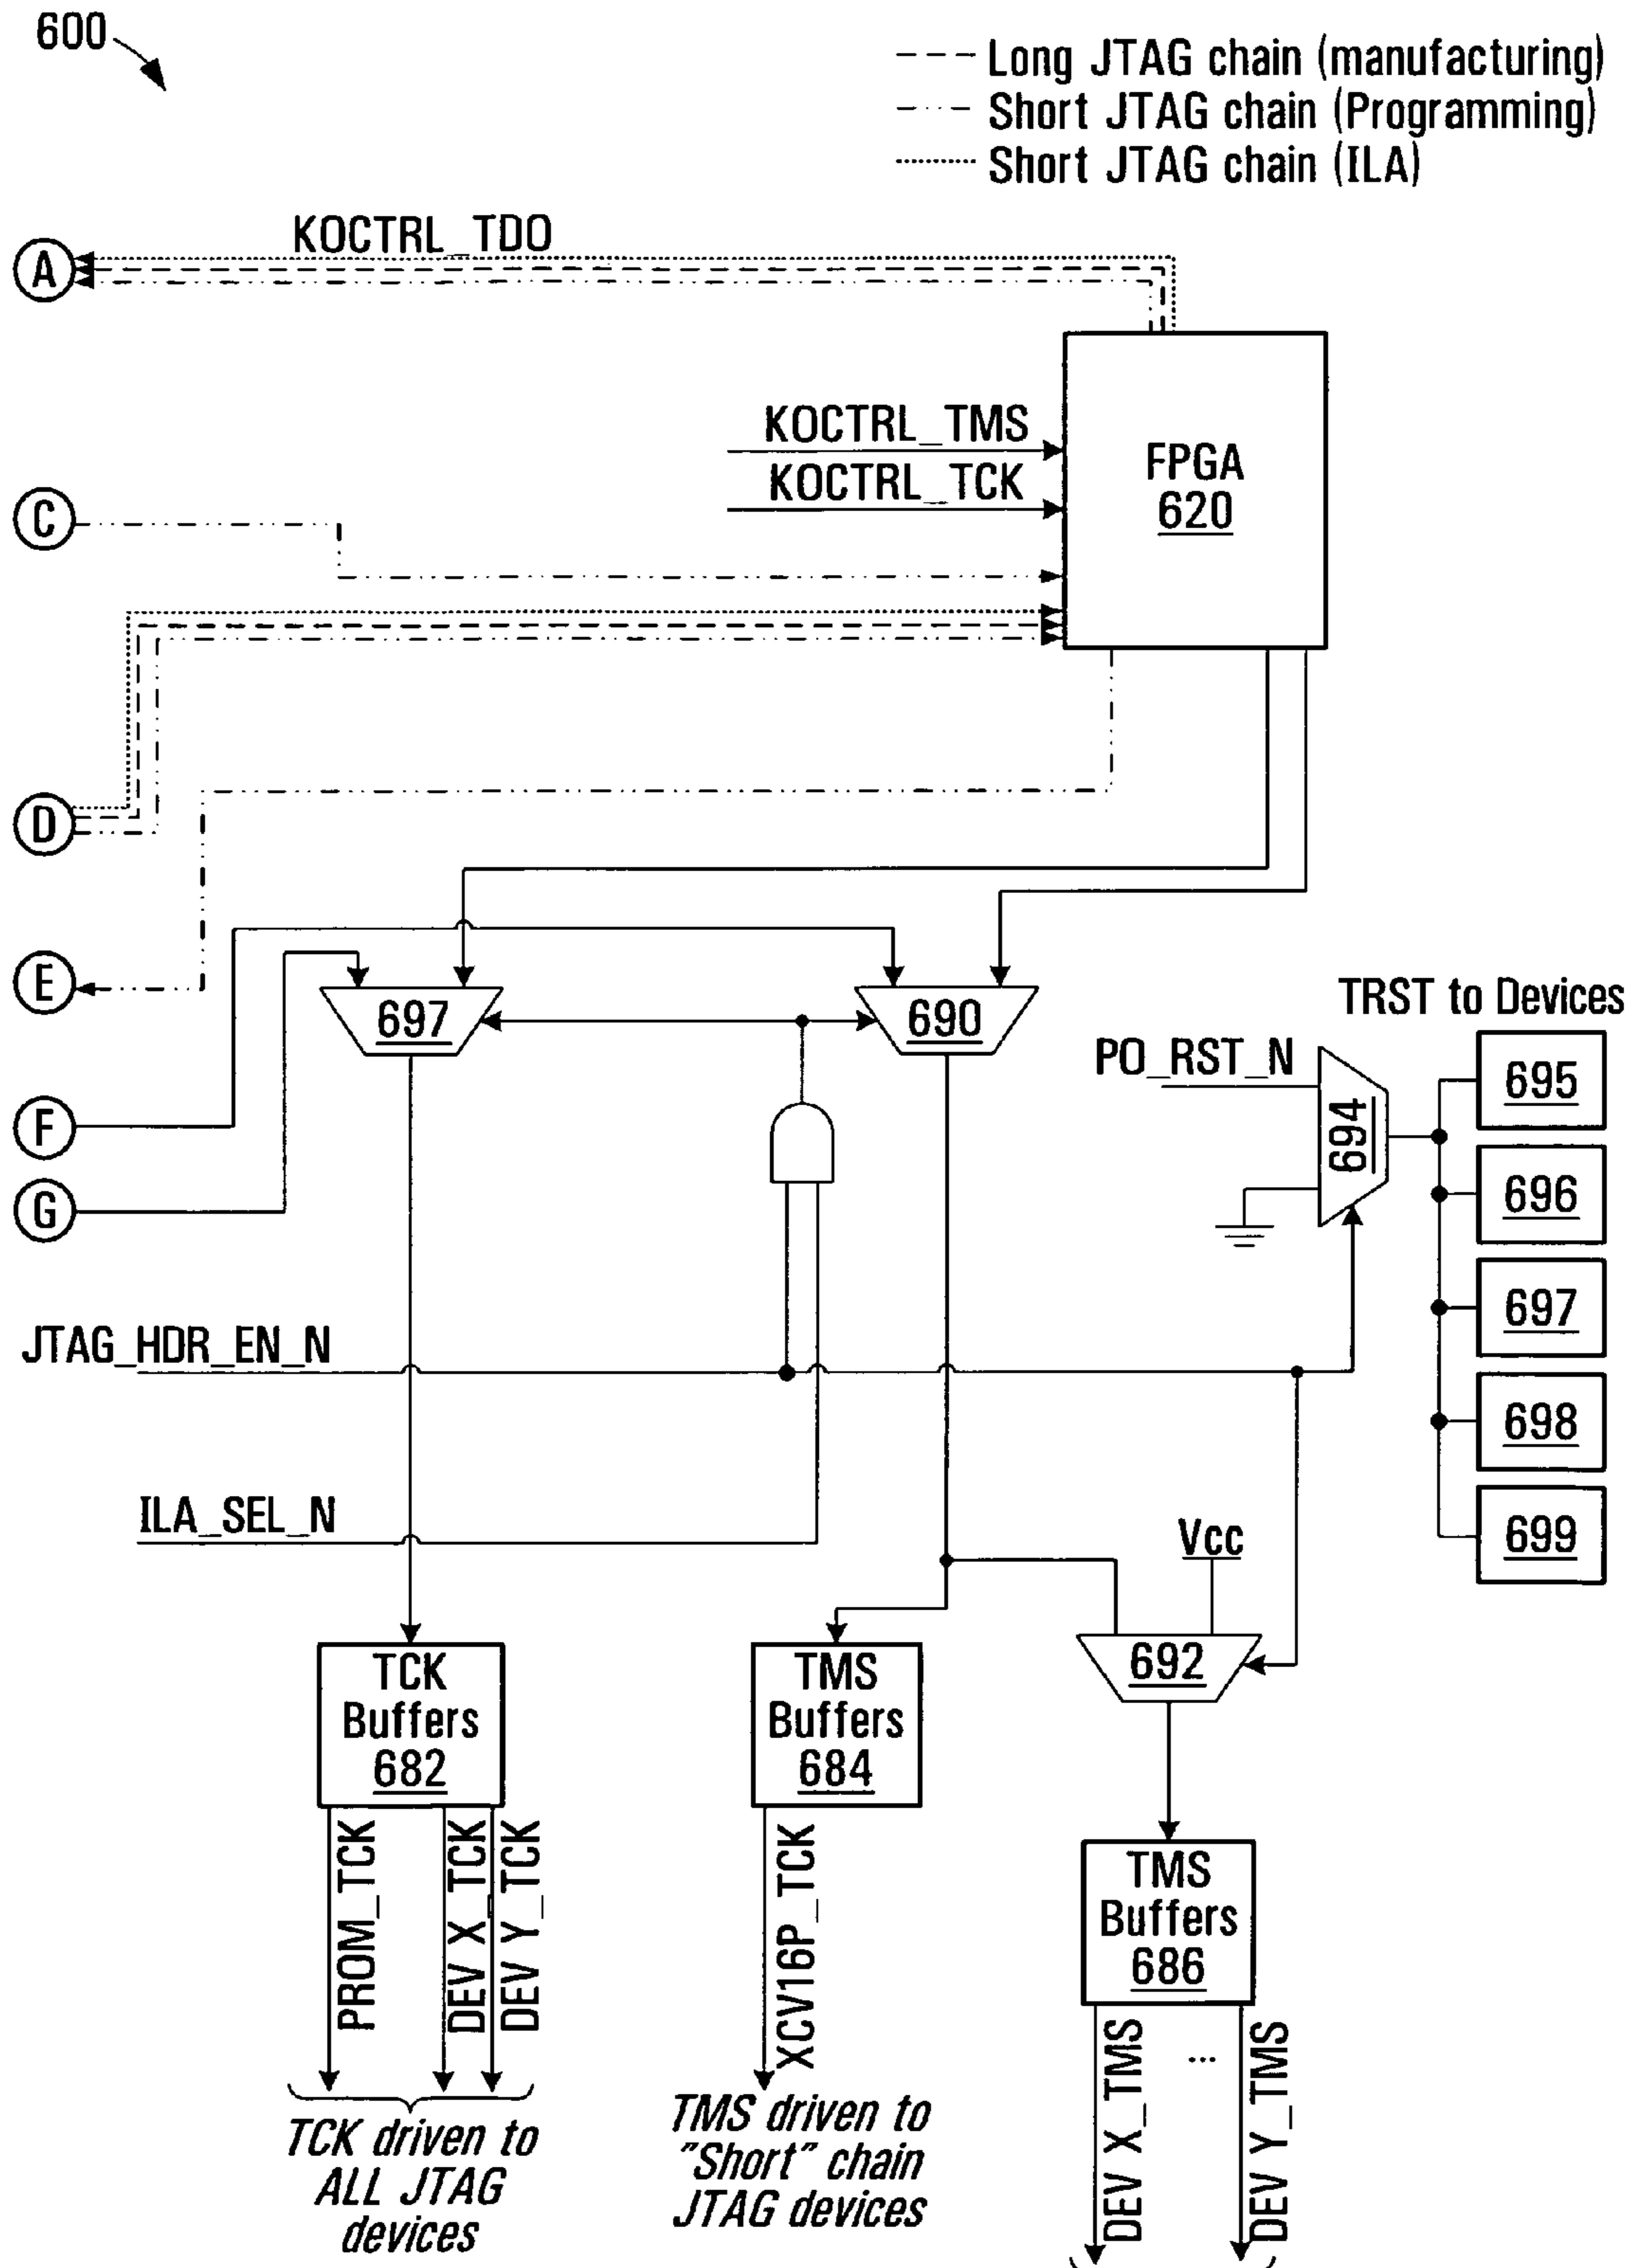 600
Long JTAG chain (manufacturing)
Short JTAG chain (Programming)
Short JTAG chain (ILA)
KOCTRL_TDO
A
KOCTRL_TMS
KOCTRL_TCK
FPGA
620
C
D
E
697
690
TRST to Devices
PO_RST_N
694
695
696
697
698
699
F
G
JTAG_HDR_EN_N
ILA_SEL_N
Vcc
692
TCK
Buffers
682
TMS
Buffers
684
TMS
Buffers
686
PROM_TCK
DEV X_TCK
DEV Y_TCK
XCV16P_TCK
DEV X_TMS
...
DEV Y_TMS
TCK driven to
ALL JTAG
devices
TMS driven to
"Short" chain
JTAG devices